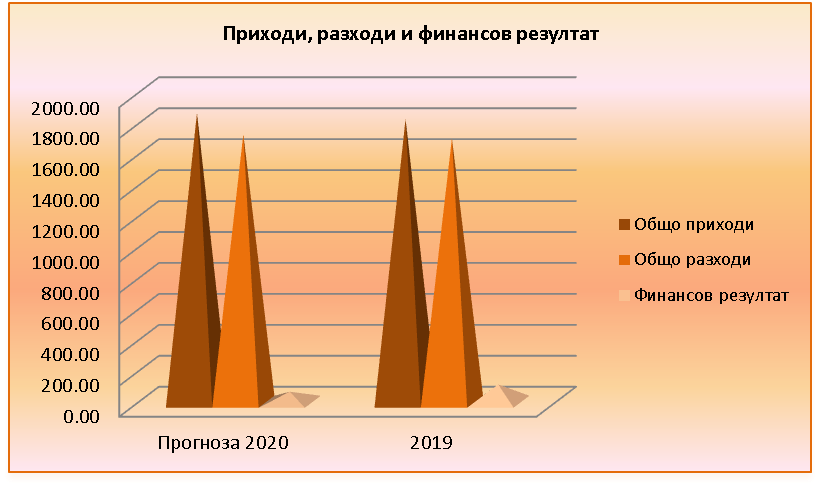 Приходи, разходи и финансов резултат
2000.00
1800.00
1600.00
1400.00
1200.00
1000.00
800.00
600.00
400.00
200.00
0.00
Прогноза 2020
2019
Общо приходи
Общо разходи
Финансов резултат